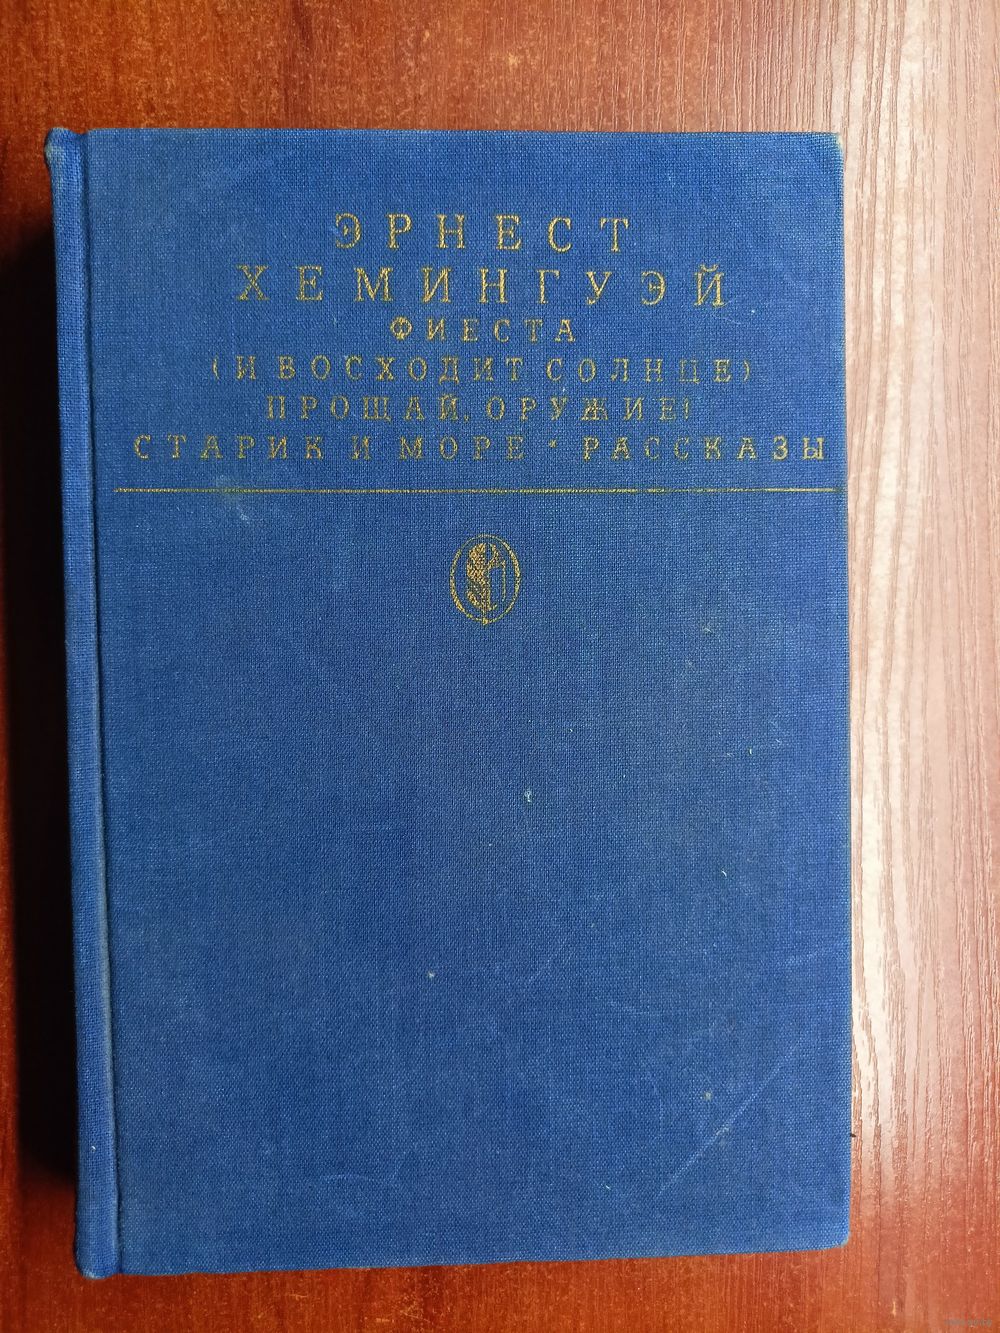 ЭРНЕСТ
ХЕМИНГУЭЙ
ФИЕСТА
(И ВОСХОДИТ СОЛНЦЕ)
ПРОЩАЙ, ОРУЖИЕ!
СТАРИК И МОРЕ · РАССКАЗЫ